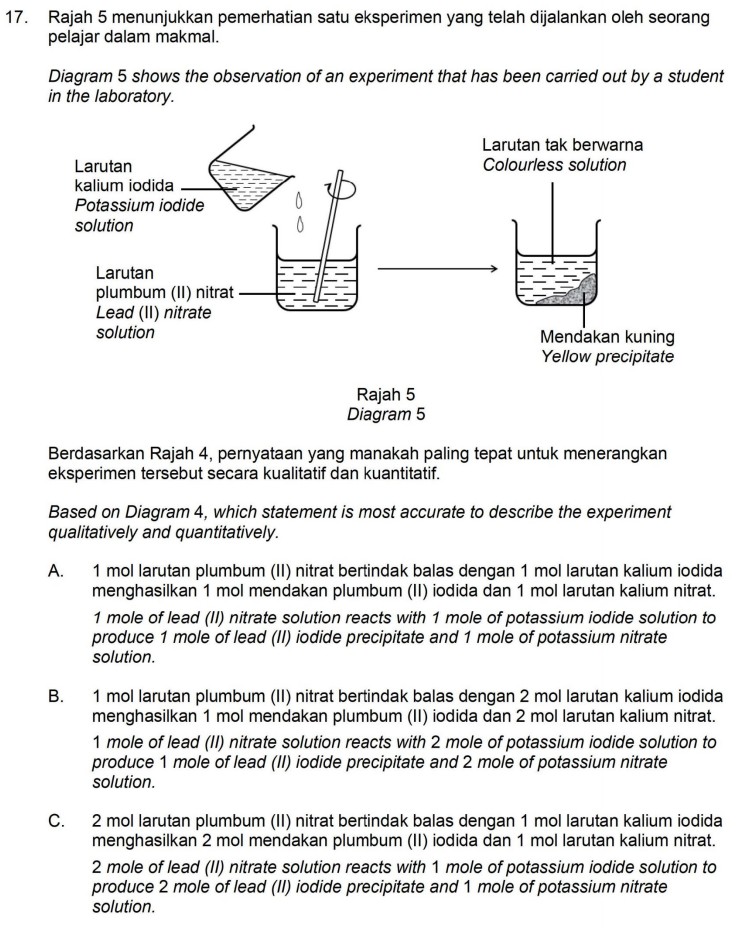 17. Rajah 5 menunjukkan pemerhatian satu eksperimen yang telah dijalankan oleh seorang
pelajar dalam makmal.
Diagram 5 shows the observation of an experiment that has been carried out by a student
in the laboratory.
Larutan
kalium iodida
Potassium iodide
solution
Larutan
plumbum (II) nitrat
Lead (II) nitrate
solution
Larutan tak berwarna
Colourless solution
Mendakan kuning
Yellow precipitate
Rajah 5
Diagram 5
Berdasarkan Rajah 4, pernyataan yang manakah paling tepat untuk menerangkan
eksperimen tersebut secara kualitatif dan kuantitatif.
Based on Diagram 4, which statement is most accurate to describe the experiment
qualitatively and quantitatively.
A. 1 mol larutan plumbum (II) nitrat bertindak balas dengan 1 mol larutan kalium iodida
menghasilkan 1 mol mendakan plumbum (II) iodida dan 1 mol larutan kalium nitrat.
1 mole of lead (II) nitrate solution reacts with 1 mole of potassium iodide solution to
produce 1 mole of lead (II) iodide precipitate and 1 mole of potassium nitrate
solution.
B. 1 mol larutan plumbum (II) nitrat bertindak balas dengan 2 mol larutan kalium iodida
menghasilkan 1 mol mendakan plumbum (II) iodida dan 2 mol larutan kalium nitrat.
1 mole of lead (II) nitrate solution reacts with 2 mole of potassium iodide solution to
produce 1 mole of lead (II) iodide precipitate and 2 mole of potassium nitrate
solution.
C. 2 mol larutan plumbum (II) nitrat bertindak balas dengan 1 mol larutan kalium iodida
menghasilkan 2 mol mendakan plumbum (II) iodida dan 1 mol larutan kalium nitrat.
2 mole of lead (II) nitrate solution reacts with 1 mole of potassium iodide solution to
produce 2 mole of lead (II) iodide precipitate and 1 mole of potassium nitrate
solution.